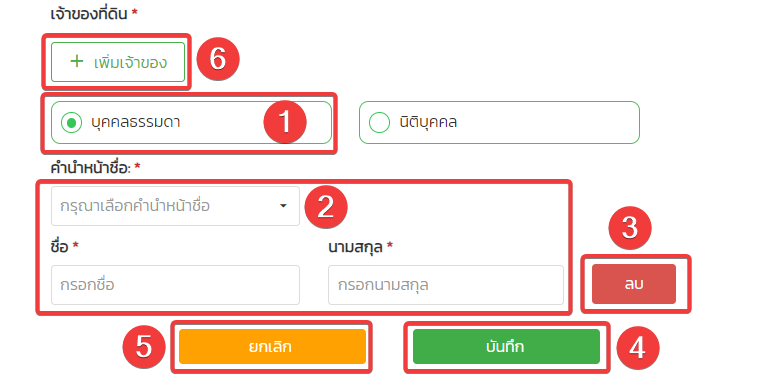 เจ้าของที่ดิน *
+ เพิ่มเจ้าของ 6
บุคคลธรรมดา 1 นิติบุคคล
คำนำหน้าชื่อ: *
กรุณาเลือกคำนำหน้าชื่อ 2
3
ชื่อ * นามสกุล *
กรอกชื่อ กรอกนามสกุล ลบ
5 ยกเลิก บันทึก 4